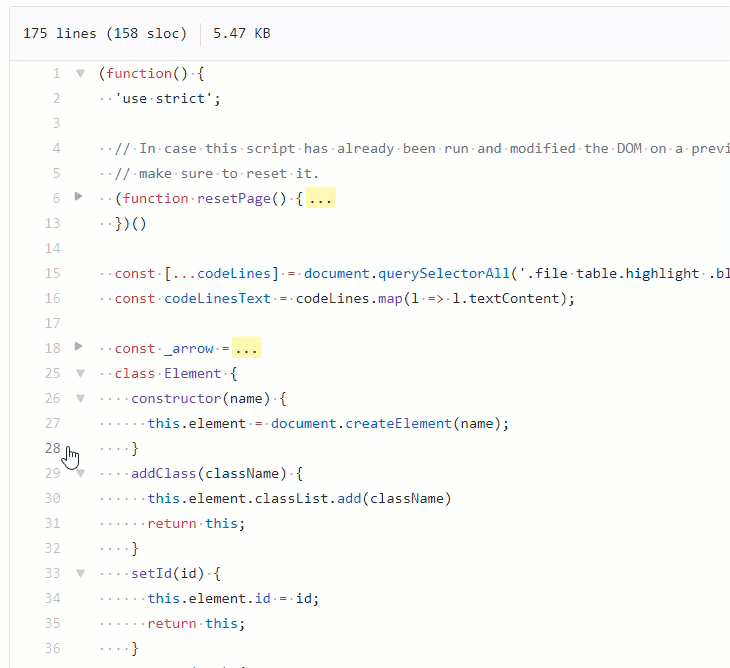 175 lines (158 sloc) 5.47 KB
1 (function() {
2 ··'use·strict';
3
4 ··//·In·case·this·script·has·already·been·run·and·modified·the·DOM·on·a·previ
5 ··//·make·sure·to·reset·it.
6 ··(function·resetPage()·{ ...
13 ··})()
14
15 ··const·[...codeLines]·=·document.querySelectorAll('.file·table.highlight·.bl
16 ··const·codeLinesText·=·codeLines.map(l·=>·l.textContent);
17
18 ··const·_arrow·= ...
25 ··class·Element·{
26 ····constructor(name)·{
27 ······this.element·=·document.createElement(name);
28 ····}
29 ····addClass(className)·{
30 ······this.element.classList.add(className)
31 ······return·this;
32 ····}
33 ····setId(id)·{
34 ······this.element.id·=·id;
35 ······return·this;
36 ····}